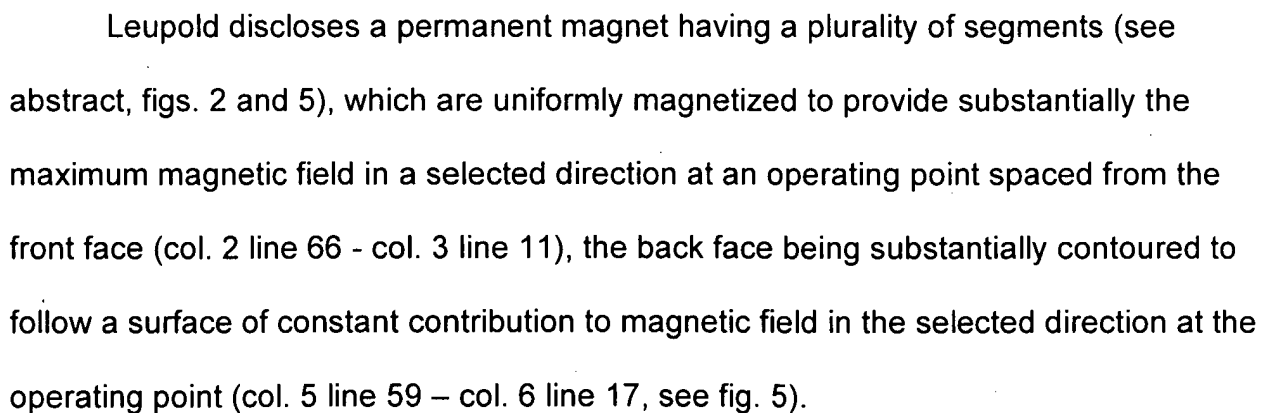 Leupold discloses a permanent magnet having a plurality of segments (see
abstract, figs. 2 and 5), which are uniformly magnetized to provide substantially the
maximum magnetic field in a selected direction at an operating point spaced from the
front face (col. 2 line 66 - col. 3 line 11), the back face being substantially contoured to
follow a surface of constant contribution to magnetic field in the selected direction at the
operating point (col. 5 line 59 – col. 6 line 17, see fig. 5).